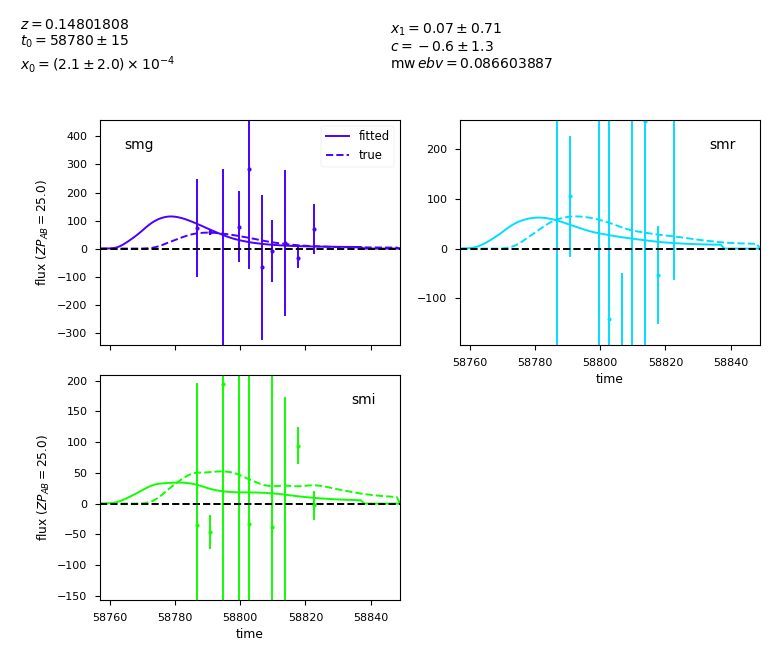 z = 0.14801808
t₀ = 58780 ± 15
x₀ = (2.1 ± 2.0) × 10⁻⁴
x₁ = 0.07 ± 0.71
c = −0.6 ± 1.3
mw ebv = 0.086603887
smg
fitted
true
400
300
200
100
0
−100
−200
−300
flux (ZP_AB = 25.0)
smr
200
100
0
−100
58760 58780 58800 58820 58840
time
smi
200
150
100
50
0
−50
−100
−150
flux (ZP_AB = 25.0)
58760 58780 58800 58820 58840
time